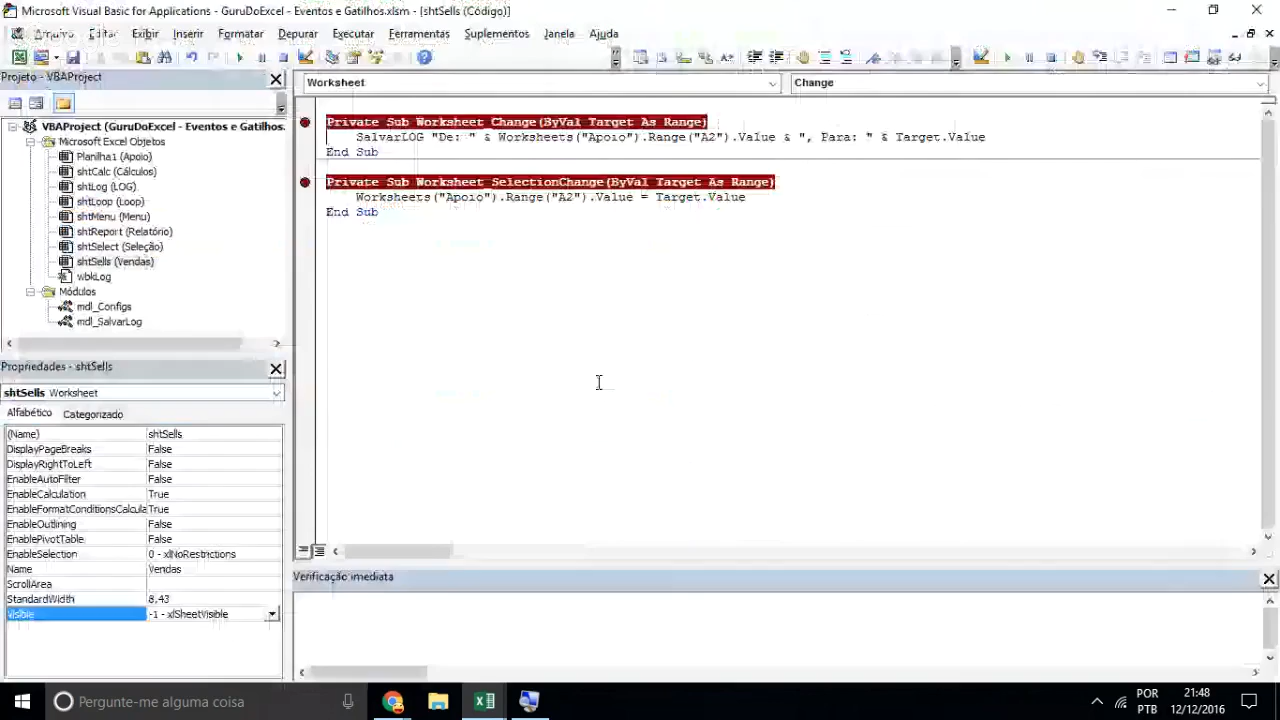 Microsoft Visual Basic for Applications - GuruDoExcel - Eventos e Gatilhos.xlsm - [shtSells (Código)]
Arquivo Editar Exibir Inserir Formatar Depurar Executar Ferramentas Suplementos Janela Ajuda
Projeto - VBAProject
Worksheet
Change
VBAProject (GuruDoExcel - Eventos e Gatilhos.
Microsoft Excel Objetos
Planilha1 (Apoio)
shtCalc (Cálculos)
shtLog (LOG)
shtLoop (Loop)
shtMenu (Menu)
shtReport (Relatório)
shtSelect (Seleção)
shtSells (Vendas)
wbkLog
Módulos
mdl_Configs
mdl_SalvarLog
Private Sub Worksheet_Change(ByVal Target As Range)
SalvarLOG "De: " & Worksheets("Apoio").Range("A2").Value & ", Para: " & Target.Value
End Sub
Private Sub Worksheet_SelectionChange(ByVal Target As Range)
Worksheets("Apoio").Range("A2").Value = Target.Value
End Sub
Propriedades - shtSells
shtSells Worksheet
Alfabético Categorizado
(Name) shtSells
DisplayPageBreaks False
DisplayRightToLeft False
EnableAutoFilter False
EnableCalculation True
EnableFormatConditionsCalcula True
EnableOutlining False
EnablePivotTable False
EnableSelection 0 - xlNoRestrictions
Name Vendas
ScrollArea
StandardWidth 8,43
Visible -1 - xlSheetVisible
Verificação imediata
Pergunte-me alguma coisa
POR 21:48
PTB 12/12/2016